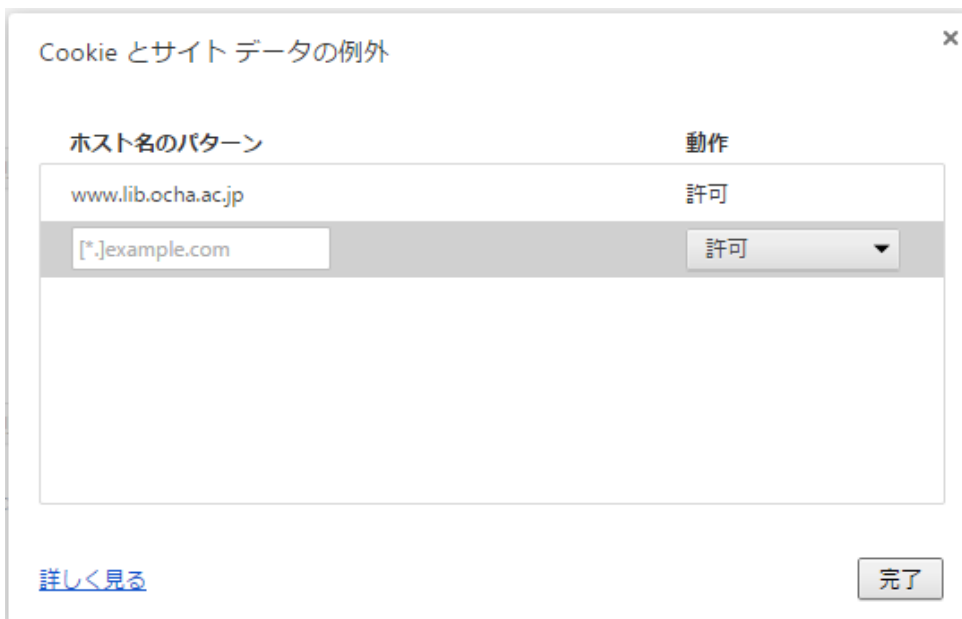 Cookie とサイト データの例外
×
ホスト名のパターン 動作
www.lib.ocha.ac.jp 許可
[*.]example.com 許可
詳しく見る 完了